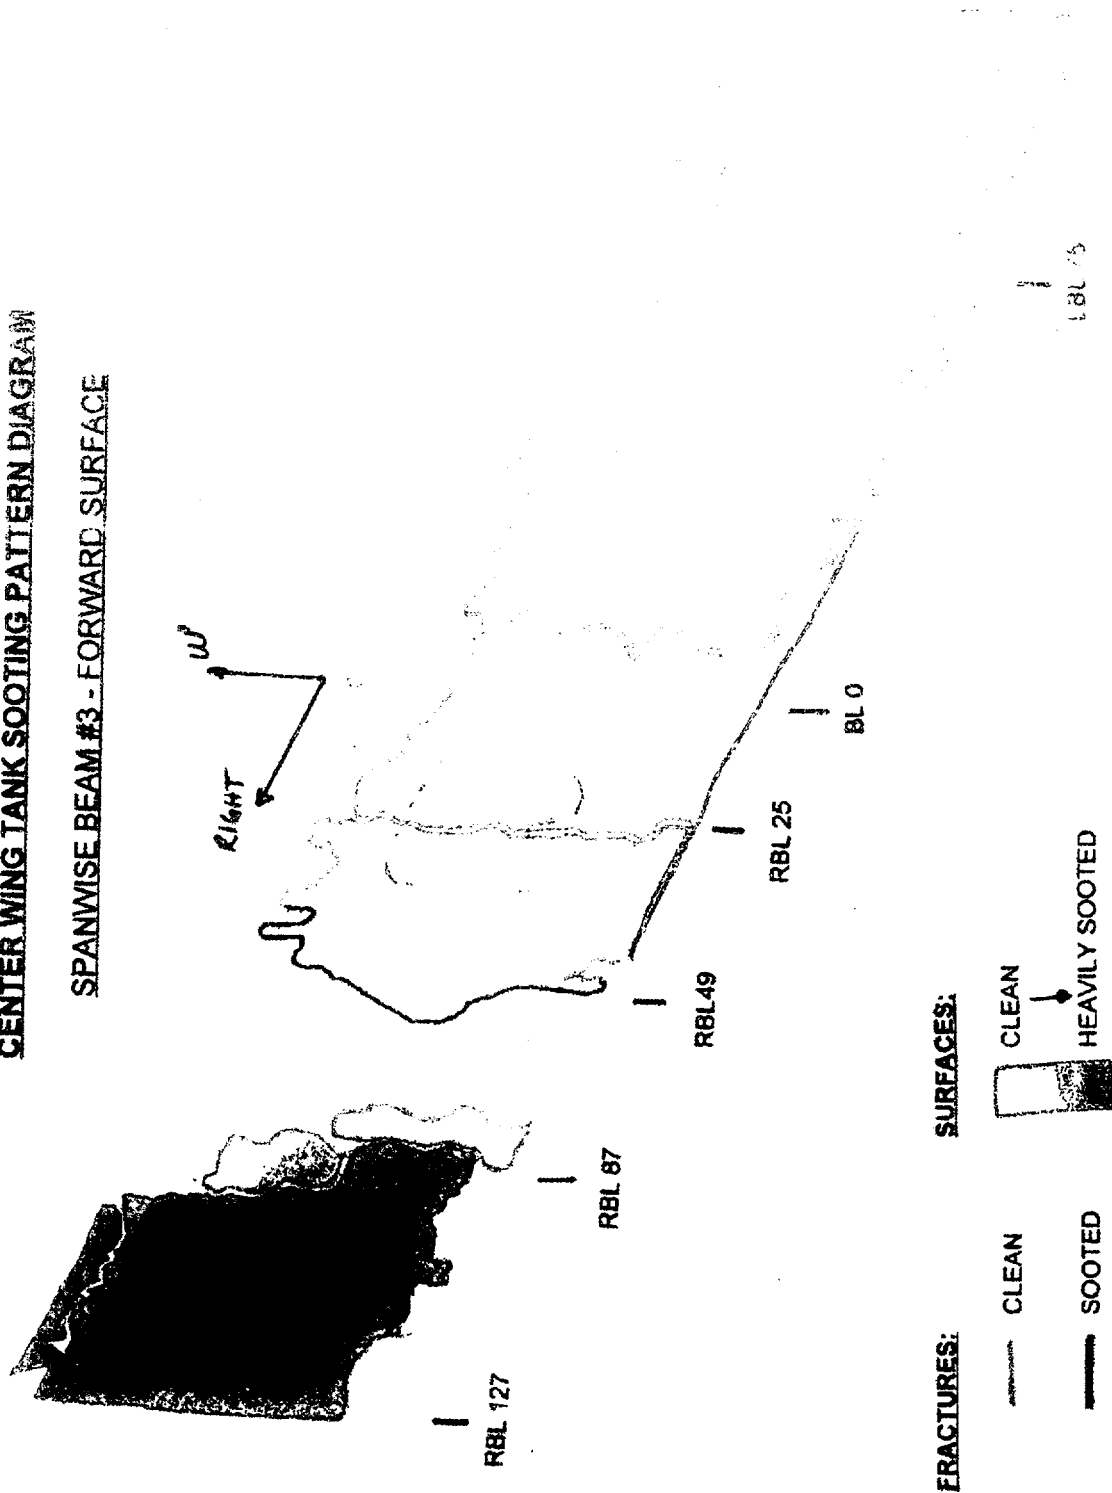 CENTER WING TANK SOOTING PATTERN DIAGRAM
SPANWISE BEAM #3 - FORWARD SURFACE
RIGHT
RBL 127
RBL 87
RBL49
RBL 25
BL 0
FRACTURES:
CLEAN
SOOTED
SURFACES:
CLEAN
HEAVILY SOOTED